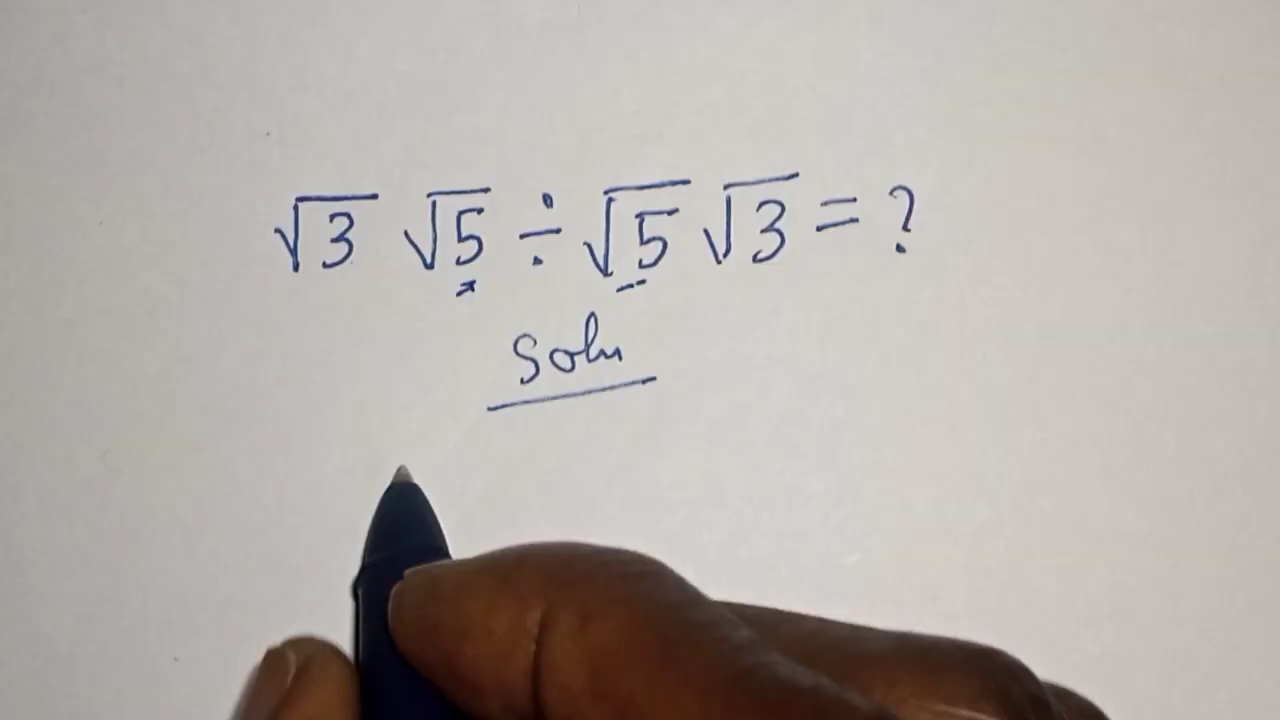 √3 √5 ÷ √5 √3 = ?
Soln